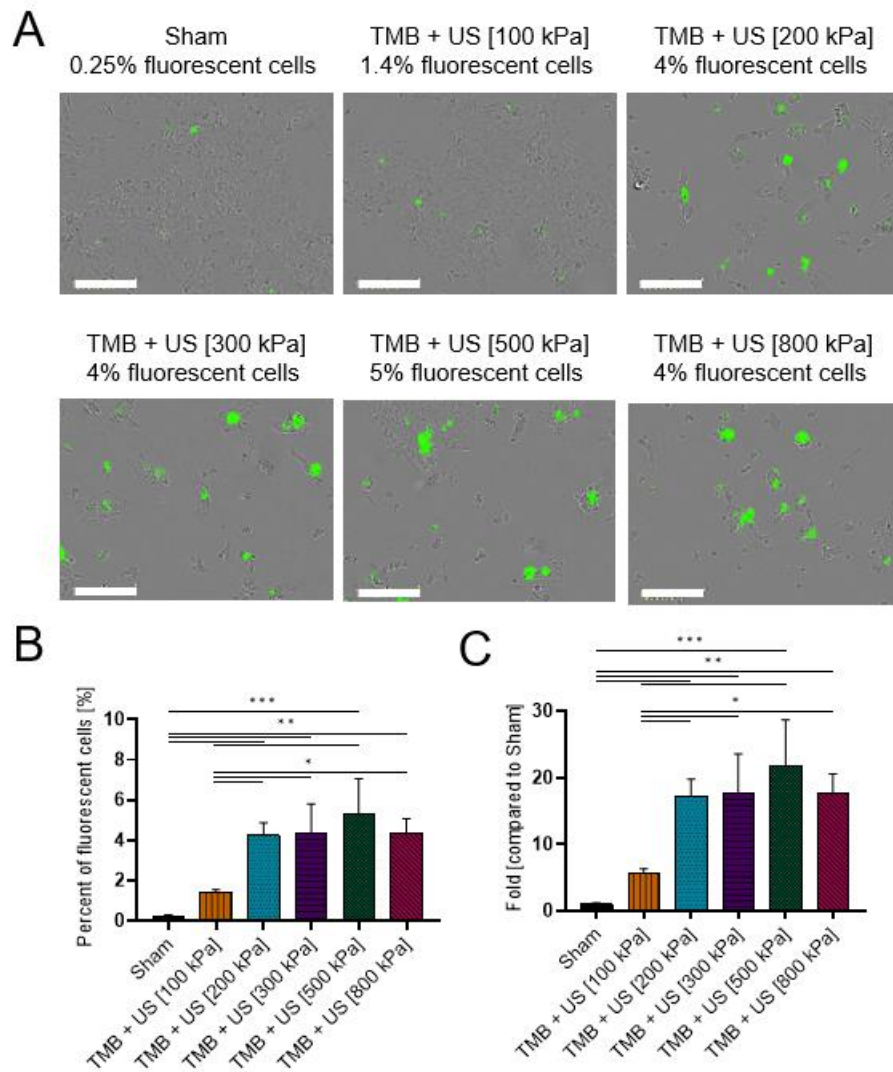 A
Sham
0.25% fluorescent cells
TMB + US [100 kPa]
1.4% fluorescent cells
TMB + US [200 kPa]
4% fluorescent cells
TMB + US [300 kPa]
4% fluorescent cells
TMB + US [500 kPa]
5% fluorescent cells
TMB + US [800 kPa]
4% fluorescent cells
B
Percent of fluorescent cells [%]
10
8
6
4
2
0
***
**
*
Sham
TMB + US [100 kPa]
TMB + US [200 kPa]
TMB + US [300 kPa]
TMB + US [500 kPa]
TMB + US [800 kPa]
C
Fold [compared to Sham]
30
20
10
0
***
**
*
Sham
TMB + US [100 kPa]
TMB + US [200 kPa]
TMB + US [300 kPa]
TMB + US [500 kPa]
TMB + US [800 kPa]